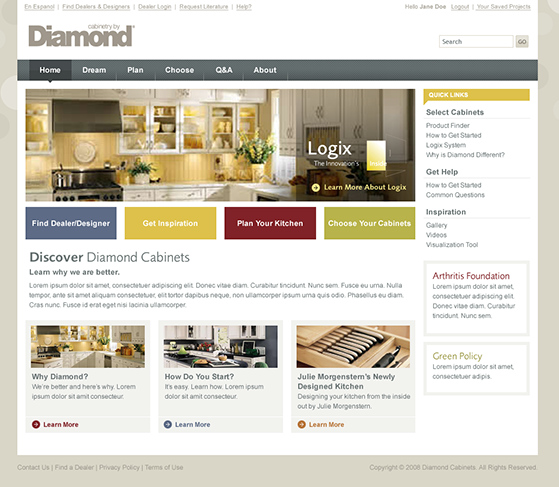 En Espanol | Find Dealers & Designers | Dealer Login | Request Literature | Help?
Hello Jane Doe Logout | Your Saved Projects
cabinetry by
Diamond
Search GO
Home Dream Plan Choose Q&A About
Logix
The Innovation's Inside
Learn More About Logix
Find Dealer/Designer Get Inspiration Plan Your Kitchen Choose Your Cabinets
Discover Diamond Cabinets
Learn why we are better.
Lorem ipsum dolor sit amet, consectetuer adipiscing elit. Donec vitae diam. Curabitur tincidunt. Nunc sem. Fusce eu urna. Nulla
tempor, ante sit amet aliquam consectetuer, elit tortor dapibus neque, non ullamcorper ipsum urna quis odio. Phasellus eu diam.
Cras nunc. Fusce id erat eget nisi lacinia ullamcorper.
Why Diamond?
We're better and here's why. Lorem
ipsum dolor sit amit consecteur.
Learn More
How Do You Start?
It's easy. Learn how. Lorem ipsum
dolor sit amit consectetur.
Learn More
Julie Morgenstern's Newly
Designed Kitchen
Designing your kitchen from the inside
out by Julie Morgenstern.
Learn More
QUICK LINKS
Select Cabinets
Product Finder
How to Get Started
Logix System
Why is Diamond Different?
Get Help
How to Get Started
Common Questions
Inspiration
Gallery
Videos
Visualization Tool
Arthritis Foundation
Lorem ipsum dolor sit amet,
consectetuer adipiscing elit.
Donec vitae diam. Curabitur
tincidunt. Nunc sem.
Green Policy
Lorem ipsum dolor sit amet,
consectetuer adipis.
Contact Us | Find a Dealer | Privacy Policy | Terms of Use
Copyright © 2008 Diamond Cabinets. All Rights Reserved.